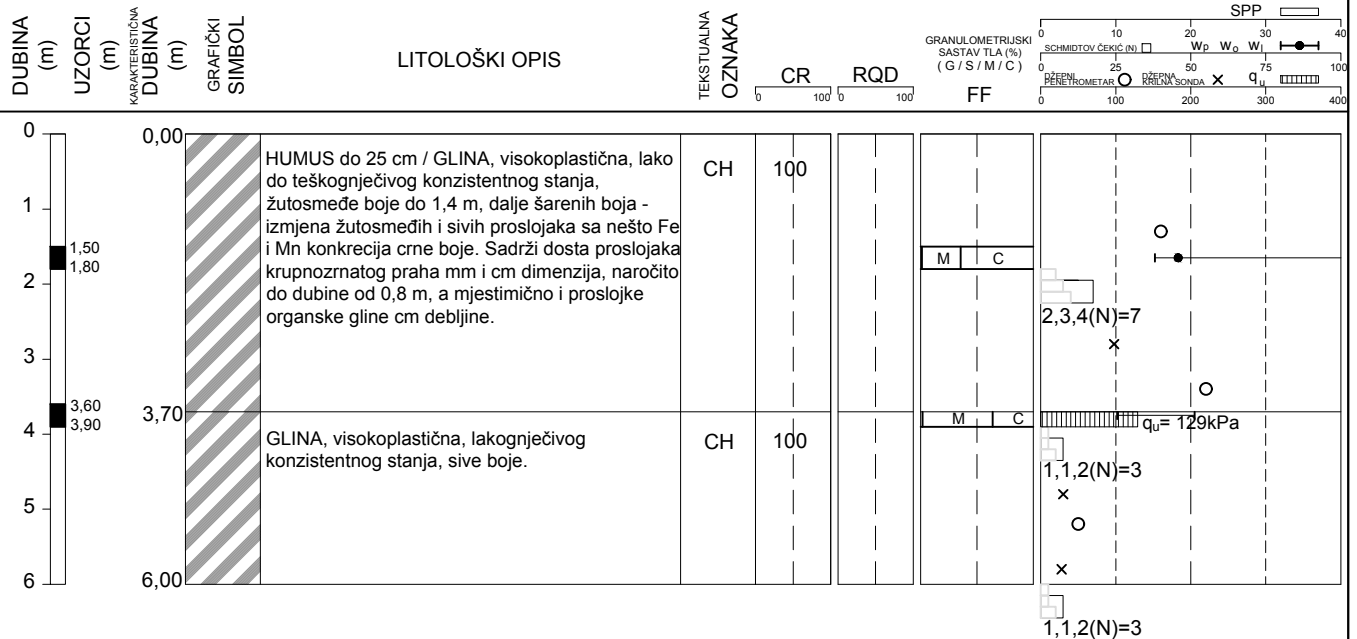 DUBINA (m)
UZORCI (m)
KARAKTERISTIČNA DUBINA (m)
GRAFIČKI SIMBOL
LITOLOŠKI OPIS
TEKSTUALNA OZNAKA
CR
0 100
RQD
0 100
GRANULOMETRIJSKI
SASTAV TLA (%)
( G / S / M / C )
FF
SPP
0 10 20 30 40
SCHMIDTOV ČEKIĆ (N) Wp Wo Wl
0 25 50 75 100
DŽEPNI PENETROMETAR DŽEPNA KRILNA SONDA qu
0 100 200 300 400
0
0,00
HUMUS do 25 cm / GLINA, visokoplastična, lako
do teškognječivog konzistentnog stanja,
žutosmeđe boje do 1,4 m, dalje šarenih boja -
izmjena žutosmeđih i sivih proslojaka sa nešto Fe
i Mn konkrecija crne boje. Sadrži dosta proslojaka
krupnozrnatog praha mm i cm dimenzija, naročito
do dubine od 0,8 m, a mjestimično i proslojke
organske gline cm debljine.
CH
100
1
1,50
1,80
M C
2
2,3,4(N)=7
3
3,60
3,90
3,70
M C
qu= 129kPa
4
GLINA, visokoplastična, lakognječivog
konzistentnog stanja, sive boje.
CH
100
1,1,2(N)=3
5
6
6,00
1,1,2(N)=3